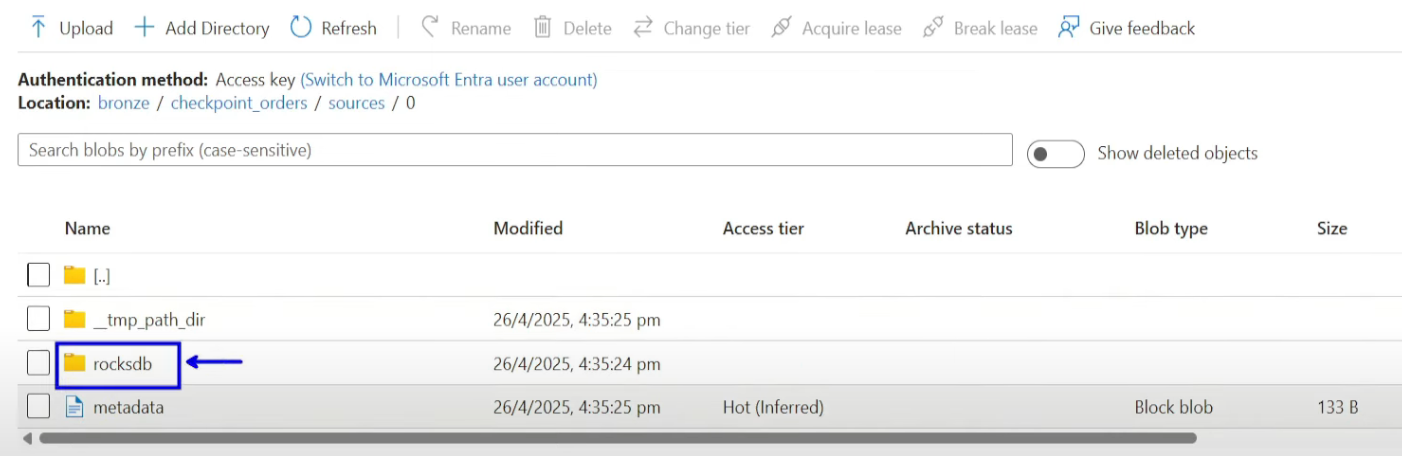 Upload Add Directory Refresh Rename Delete Change tier Acquire lease Break lease Give feedback
Authentication method: Access key (Switch to Microsoft Entra user account)
Location: bronze / checkpoint_orders / sources / 0
Search blobs by prefix (case-sensitive) Show deleted objects
Name Modified Access tier Archive status Blob type Size
[..]
__tmp_path_dir 26/4/2025, 4:35:25 pm
rocksdb 26/4/2025, 4:35:24 pm
metadata 26/4/2025, 4:35:25 pm Hot (Inferred) Block blob 133 B